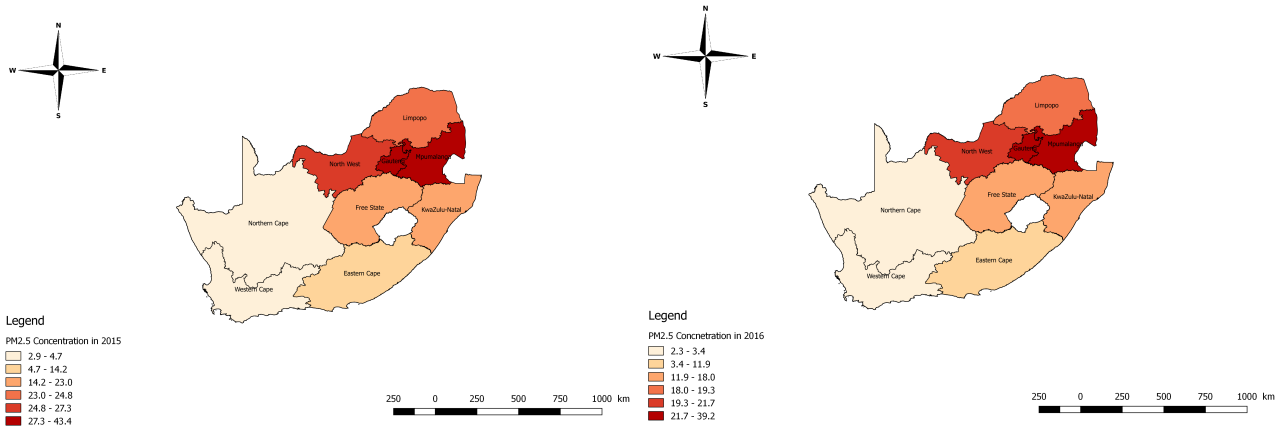 N
W E
S
Limpopo
North West
Gauteng
Mpumalanga
Free State
KwaZulu-Natal
Northern Cape
Eastern Cape
Western Cape
Legend
PM2.5 Concentration in 2015
2.9 - 4.7
4.7 - 14.2
14.2 - 23.0
23.0 - 24.8
24.8 - 27.3
27.3 - 43.4
250 0 250 500 750 1000 km
N
W E
S
Limpopo
North West
Gauteng
Mpumalanga
Free State
KwaZulu-Natal
Northern Cape
Eastern Cape
Western Cape
Legend
PM2.5 Concnetration in 2016
2.3 - 3.4
3.4 - 11.9
11.9 - 18.0
18.0 - 19.3
19.3 - 21.7
21.7 - 39.2
250 0 250 500 750 1000 km